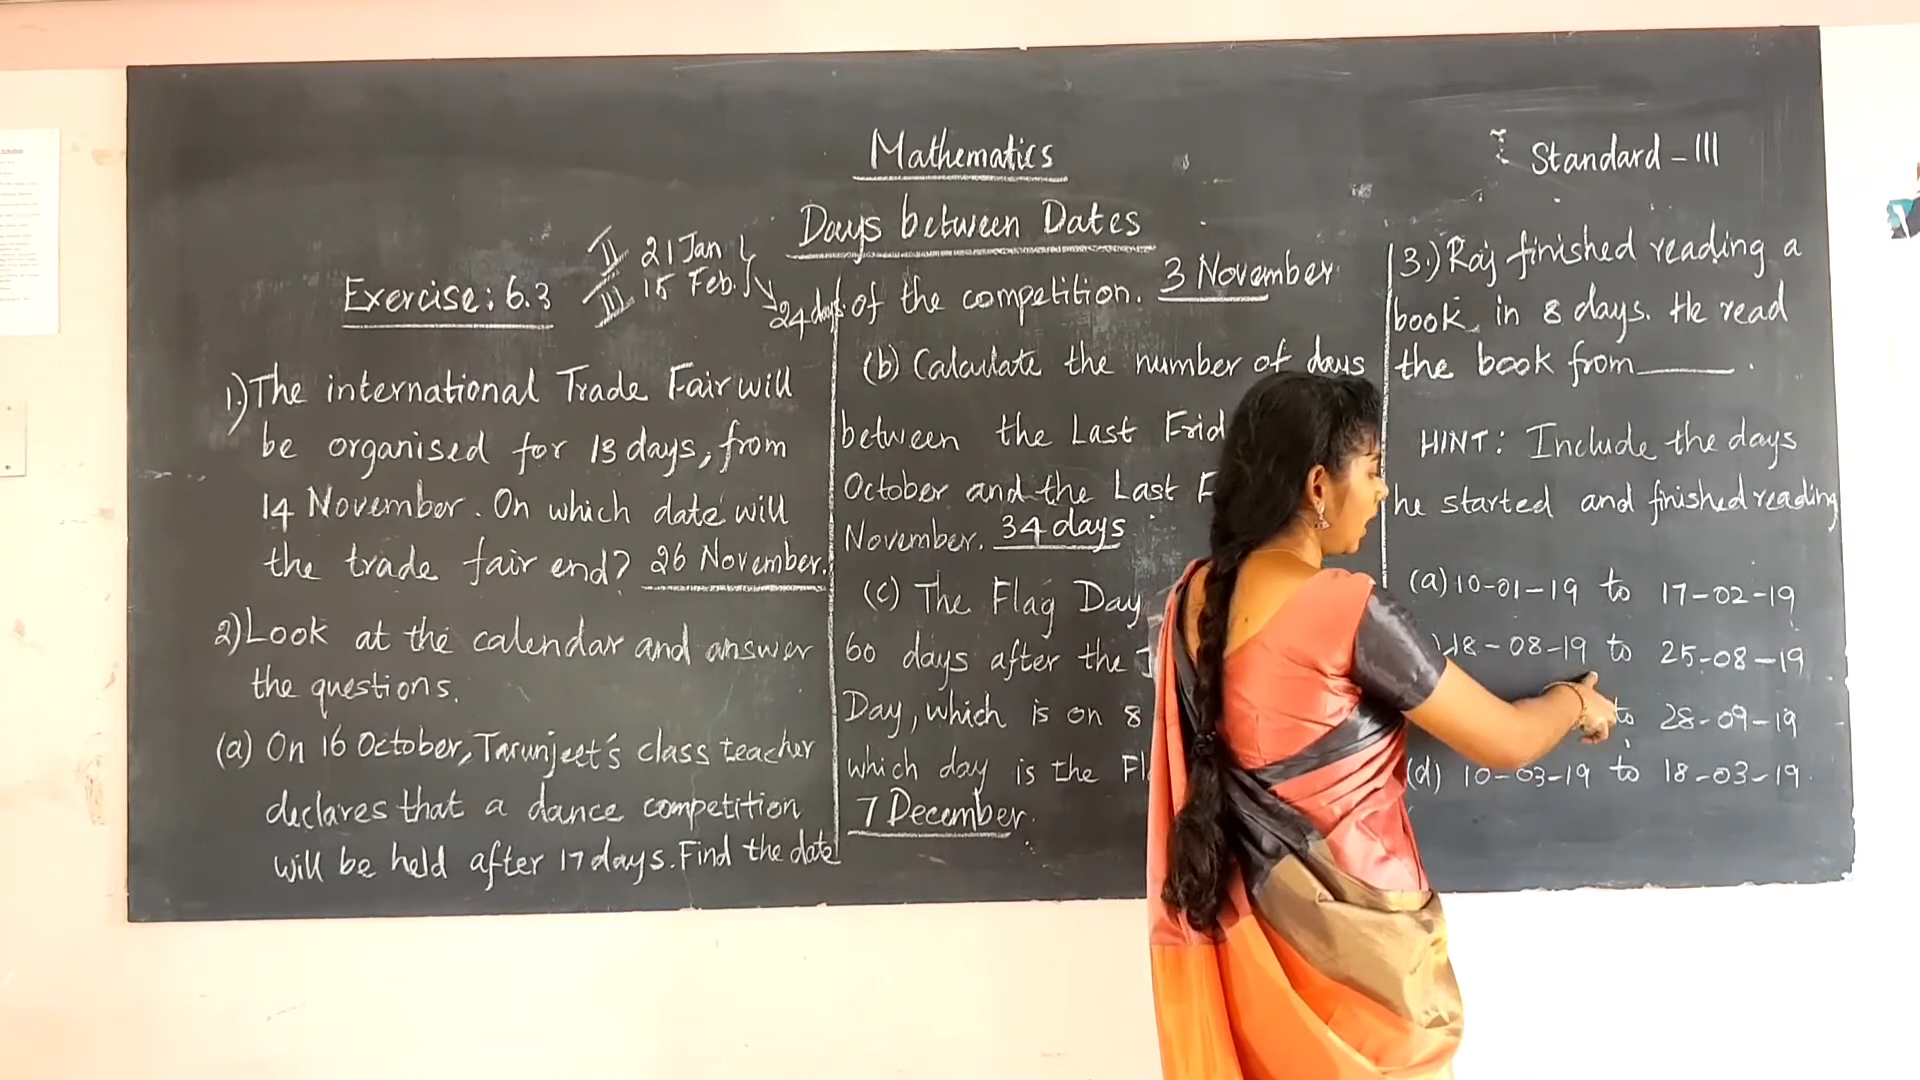 Mathematics
Standard - III
Days between Dates
Exercise: 6.3
II 21 Jan
III 15 Feb.
24 days
1.) The international Trade Fair will
be organised for 13 days, from
14 November. On which date will
the trade fair end? 26 November.
2) Look at the calendar and answer
the questions.
(a) On 16 October, Tarunjeet's class teacher
declares that a dance competition
will be held after 17 days. Find the date
of the competition. 3 November
(b) Calculate the number of days
between the Last
October and the Last
November. 34 days
(c) The Flag Day
60 days after the
Day, which is on 8
which day is the
7 December.
3.) Raj finished reading a
book in 8 days. He read
the book from ______.
HINT: Include the days
he started and finished reading
(a) 10-01-19 to 17-02-19
18-08-19 to 25-08-19
to 28-09-19
(d) 10-03-19 to 18-03-19.